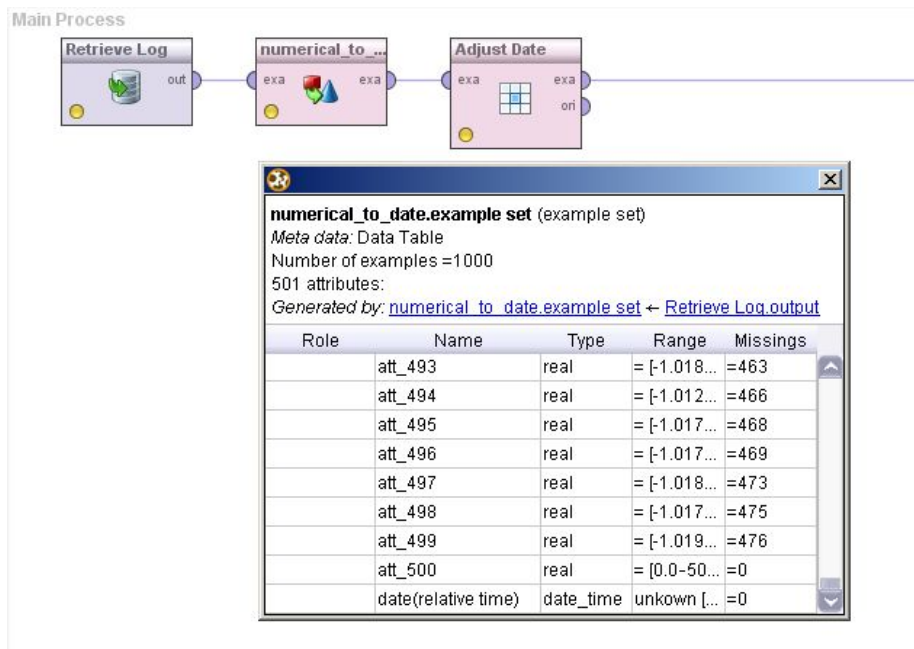 Main Process
Retrieve Log
numerical_to_...
Adjust Date
out
exa
exa
exa
exa
ori
numerical_to_date.example set (example set)
Meta data: Data Table
Number of examples =1000
501 attributes:
Generated by: numerical_to_date.example set ← Retrieve Log.output
Role Name Type Range Missings
att_493 real = [-1.018... =463
att_494 real = [-1.012... =466
att_495 real = [-1.017... =468
att_496 real = [-1.017... =469
att_497 real = [-1.018... =473
att_498 real = [-1.017... =475
att_499 real = [-1.019... =476
att_500 real = [0.0-50... =0
date(relative time) date_time unkown [... =0